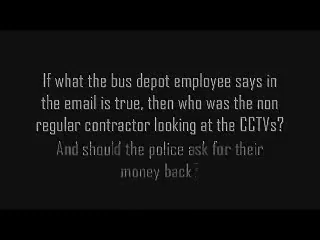 If what the bus depot employee says in
the email is true, then who was the non
regular contractor looking at the CCTVs?
And should the police ask for their
money back?